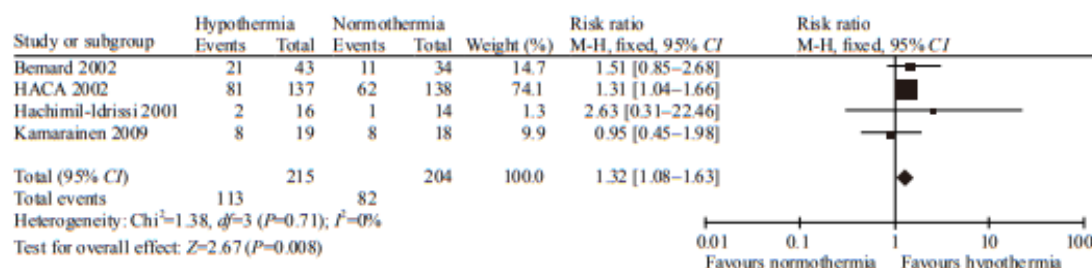 Hypothermia Normothermia Risk ratio Risk ratio
Study or subgroup Events Total Events Total Weight (%) M-H, fixed, 95% CI M-H, fixed, 95% CI
Bernard 2002 21 43 11 34 14.7 1.51 [0.85–2.68]
HACA 2002 81 137 62 138 74.1 1.31 [1.04–1.66]
Hachimil-Idrissi 2001 2 16 1 14 1.3 2.63 [0.31–22.46]
Kamarainen 2009 8 19 8 18 9.9 0.95 [0.45–1.98]
Total (95% CI) 215 204 100.0 1.32 [1.08–1.63]
Total events 113 82
Heterogeneity: Chi²=1.38, df=3 (P=0.71); I²=0%
Test for overall effect: Z=2.67 (P=0.008)
0.01 0.1 1 10 100
Favours normothermia Favours hypothermia